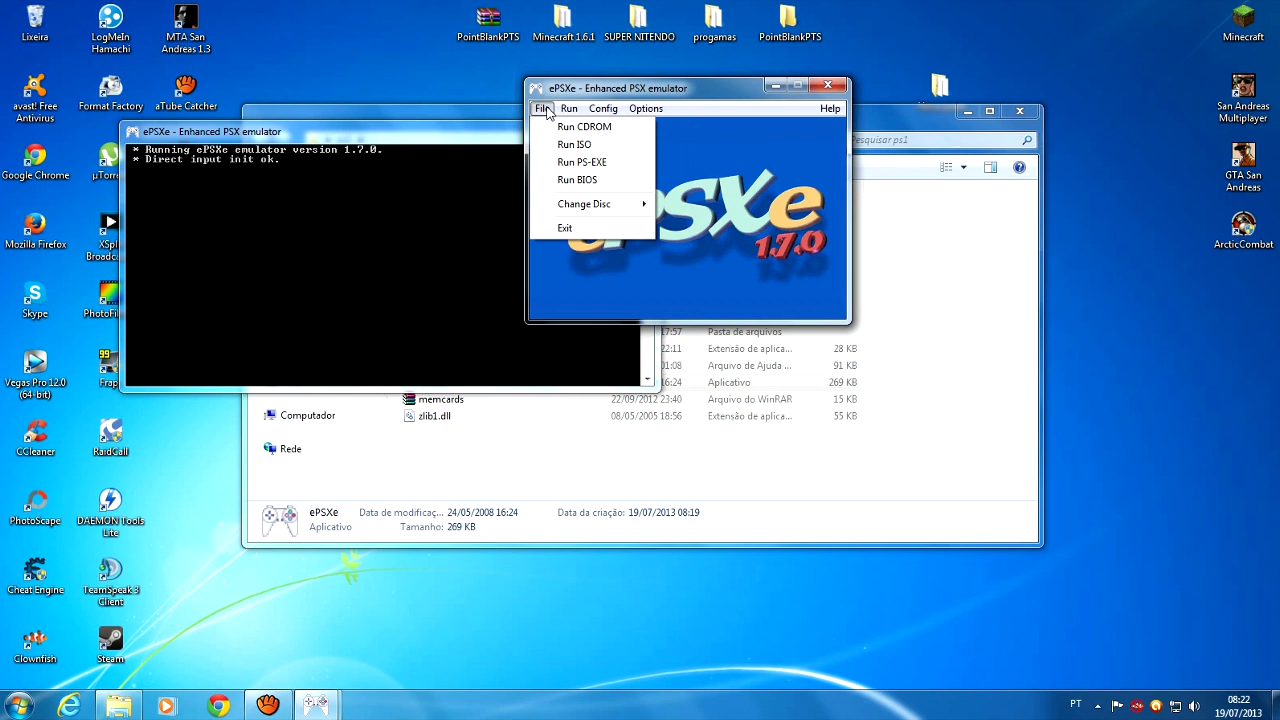 Lixeira
LogMeIn
Hamachi
MTA San
Andreas 1.3
PointBlankPTS
Minecraft 1.6.1
SUPER NITENDO
progamas
PointBlankPTS
Minecraft
avast! Free
Antivirus
Format Factory
aTube Catcher
San Andreas
Multiplayer
Google Chrome
µTorre
GTA San
Andreas
Mozilla Firefox
XSpl
Broadc
ArcticCombat
Skype
PhotoFil
Vegas Pro 12.0
(64-bit)
99
Frap
CCleaner
RaidCall
PhotoScape
DAEMON Tools
Lite
Cheat Engine
TeamSpeak 3
Client
Clownfish
Steam
ePSXe - Enhanced PSX emulator
File Run Config Options Help
Run CDROM
Run ISO
Run PS-EXE
Run BIOS
Change Disc
Exit
ePSXe
1.7.0
ePSXe - Enhanced PSX emulator
* Running ePSXe emulator version 1.7.0.
* Direct input init ok.
Pesquisar ps1
17:57 Pasta de arquivos
22:11 Extensão de aplica... 28 KB
01:08 Arquivo de Ajuda ... 91 KB
16:24 Aplicativo 269 KB
memcards 22/09/2012 23:40 Arquivo do WinRAR 15 KB
zlib1.dll 08/05/2005 18:56 Extensão de aplica... 55 KB
Computador
Rede
ePSXe Data de modificaç... 24/05/2008 16:24 Data da criação: 19/07/2013 08:19
Aplicativo Tamanho: 269 KB
PT
08:22
19/07/2013